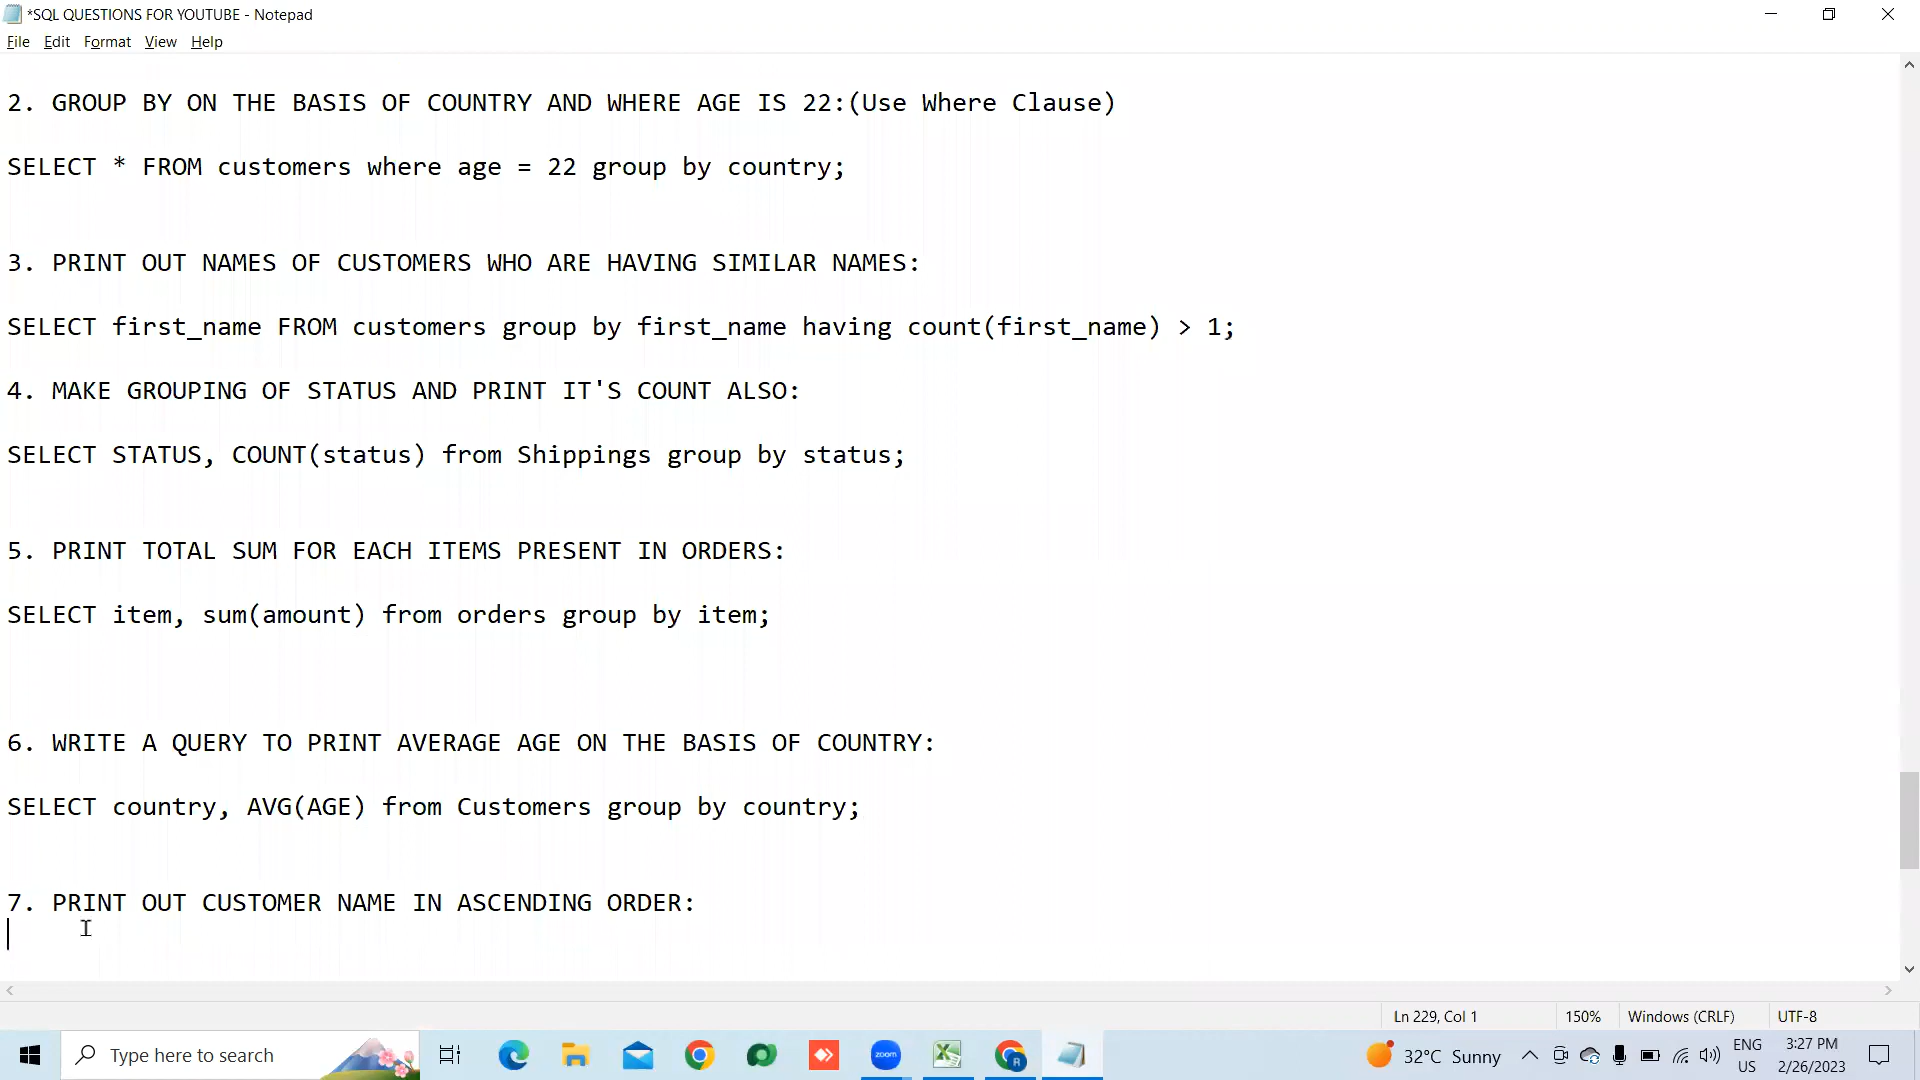 *SQL QUESTIONS FOR YOUTUBE - Notepad
File Edit Format View Help
2. GROUP BY ON THE BASIS OF COUNTRY AND WHERE AGE IS 22:(Use Where Clause)
SELECT * FROM customers where age = 22 group by country;
3. PRINT OUT NAMES OF CUSTOMERS WHO ARE HAVING SIMILAR NAMES:
SELECT first_name FROM customers group by first_name having count(first_name) > 1;
4. MAKE GROUPING OF STATUS AND PRINT IT'S COUNT ALSO:
SELECT STATUS, COUNT(status) from Shippings group by status;
5. PRINT TOTAL SUM FOR EACH ITEMS PRESENT IN ORDERS:
SELECT item, sum(amount) from orders group by item;
6. WRITE A QUERY TO PRINT AVERAGE AGE ON THE BASIS OF COUNTRY:
SELECT country, AVG(AGE) from Customers group by country;
7. PRINT OUT CUSTOMER NAME IN ASCENDING ORDER:
Ln 229, Col 1 150% Windows (CRLF) UTF-8
Type here to search zoom R 32°C Sunny ENG 3:27 PM
US 2/26/2023